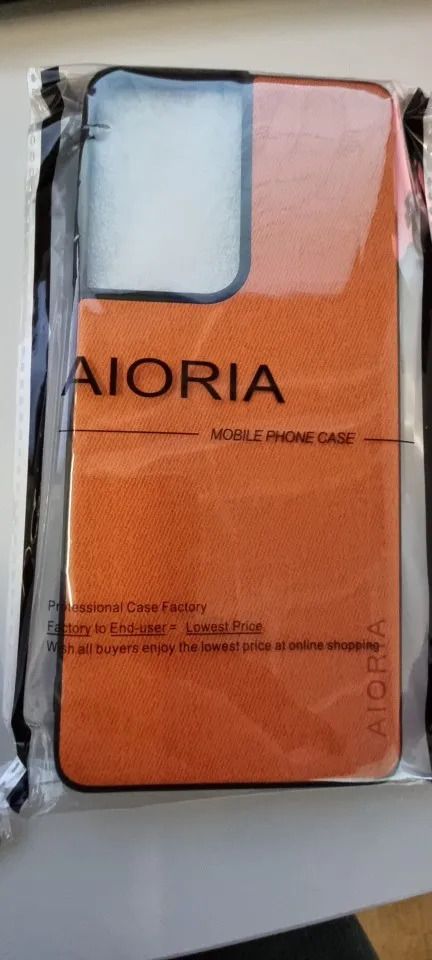 AIORIA
MOBILE PHONE CASE
Professional Case Factory
Factory to End-user = Lowest Price
Wish all buyers enjoy the lowest price at online shopping
AIORIA